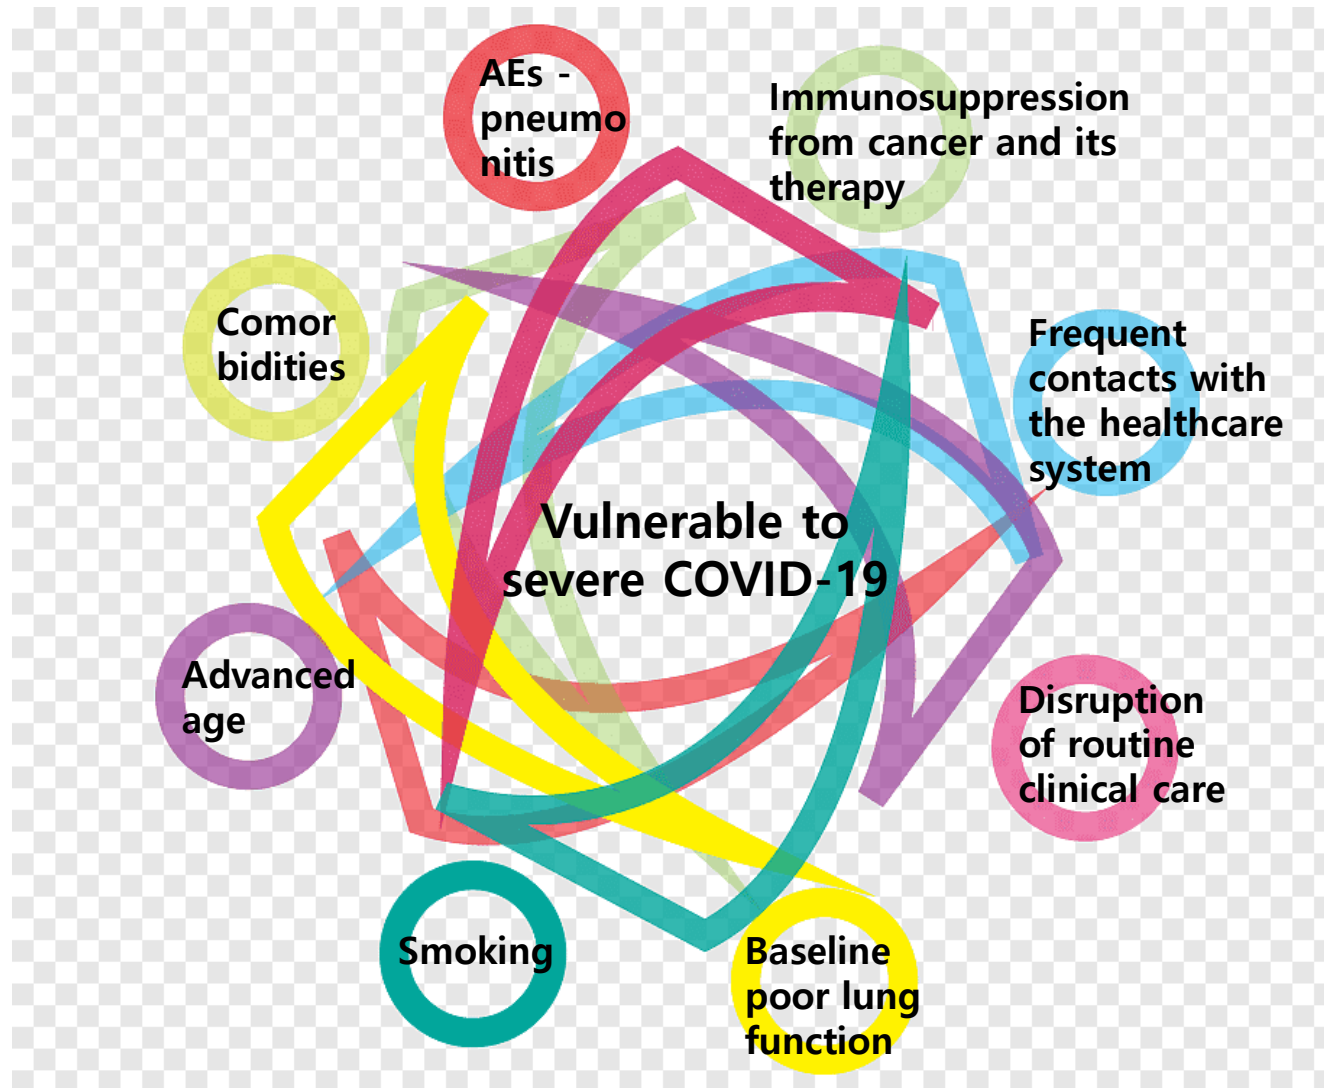 AEs -
pneumo
nitis
Immunosuppression
from cancer and its
therapy
Comor
bidities
Frequent
contacts with
the healthcare
system
Vulnerable to
severe COVID-19
Advanced
age
Disruption
of routine
clinical care
Smoking
Baseline
poor lung
function